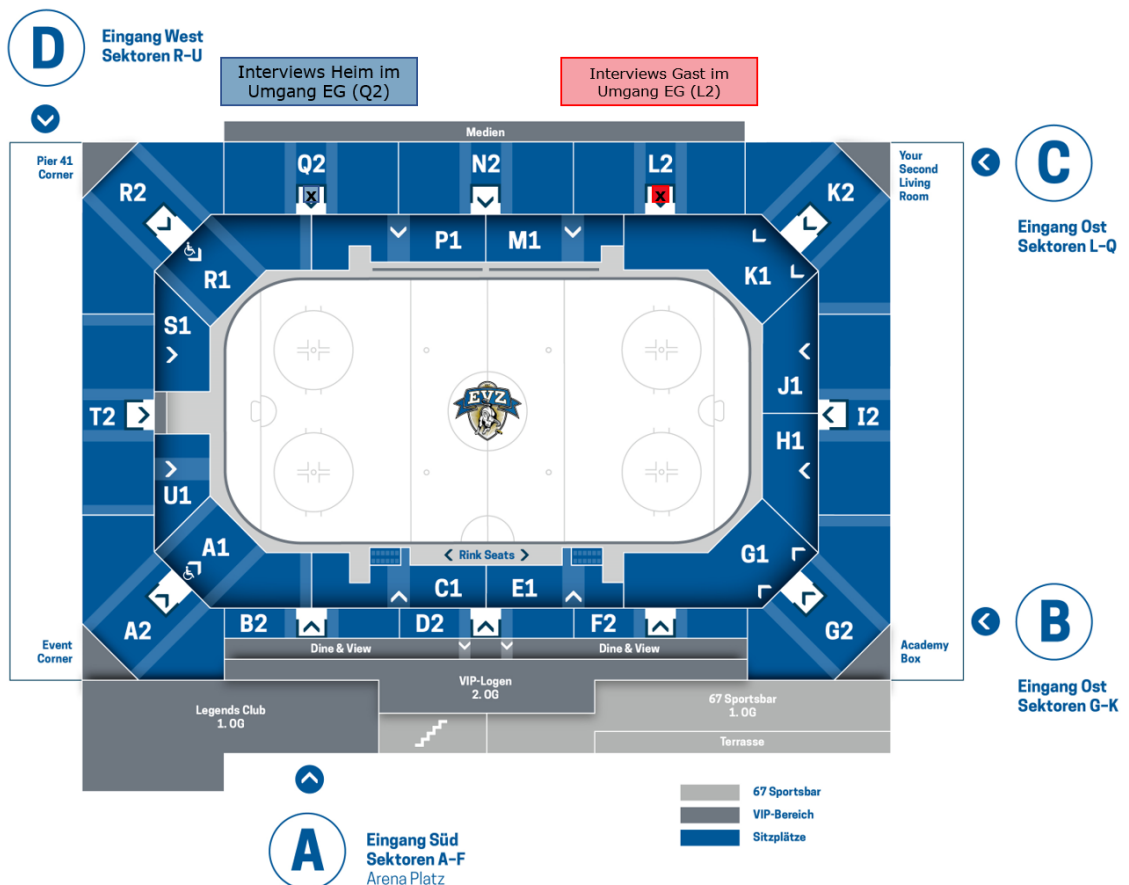 D
Eingang West
Sektoren R–U
Interviews Heim im
Umgang EG (Q2)
Interviews Gast im
Umgang EG (L2)
Medien
Pier 41
Corner
Your
Second
Living
Room
C
Eingang Ost
Sektoren L–Q
R2
Q2
N2
L2
K2
X
X
R1
P1
M1
K1
S1
J1
T2
EVZ
I2
H1
U1
A1
G1
Rink Seats
C1
E1
A2
B2
D2
F2
G2
Event
Corner
Academy
Box
B
Eingang Ost
Sektoren G–K
Dine & View
Dine & View
VIP-Logen
2. OG
Legends Club
1. OG
67 Sportsbar
1. OG
Terrasse
67 Sportsbar
VIP-Bereich
Sitzplätze
A
Eingang Süd
Sektoren A–F
Arena Platz